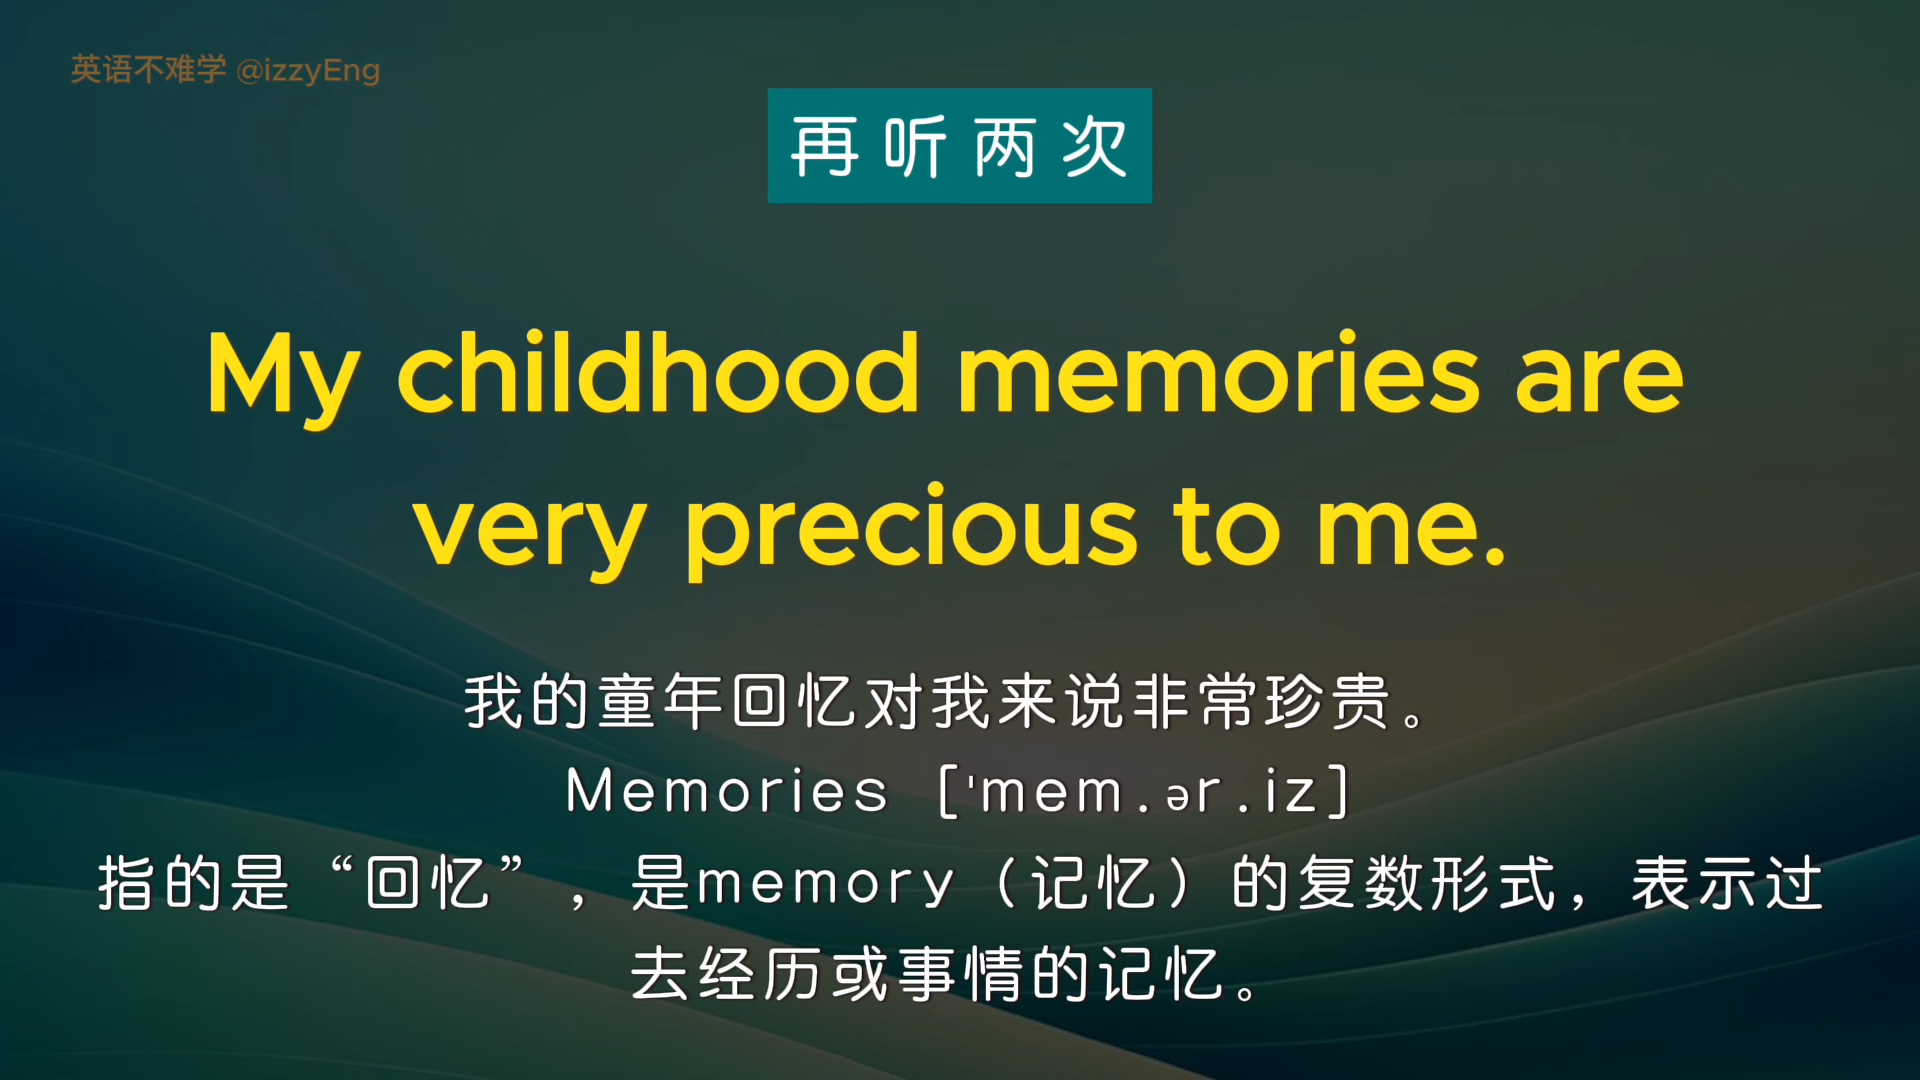 英语不难学 @izzyEng
再听两次
My childhood memories are
very precious to me.
我的童年回忆对我来说非常珍贵。
Memories ['mem.ər.iz]
指的是“回忆”，是memory（记忆）的复数形式，表示过
去经历或事情的记忆。